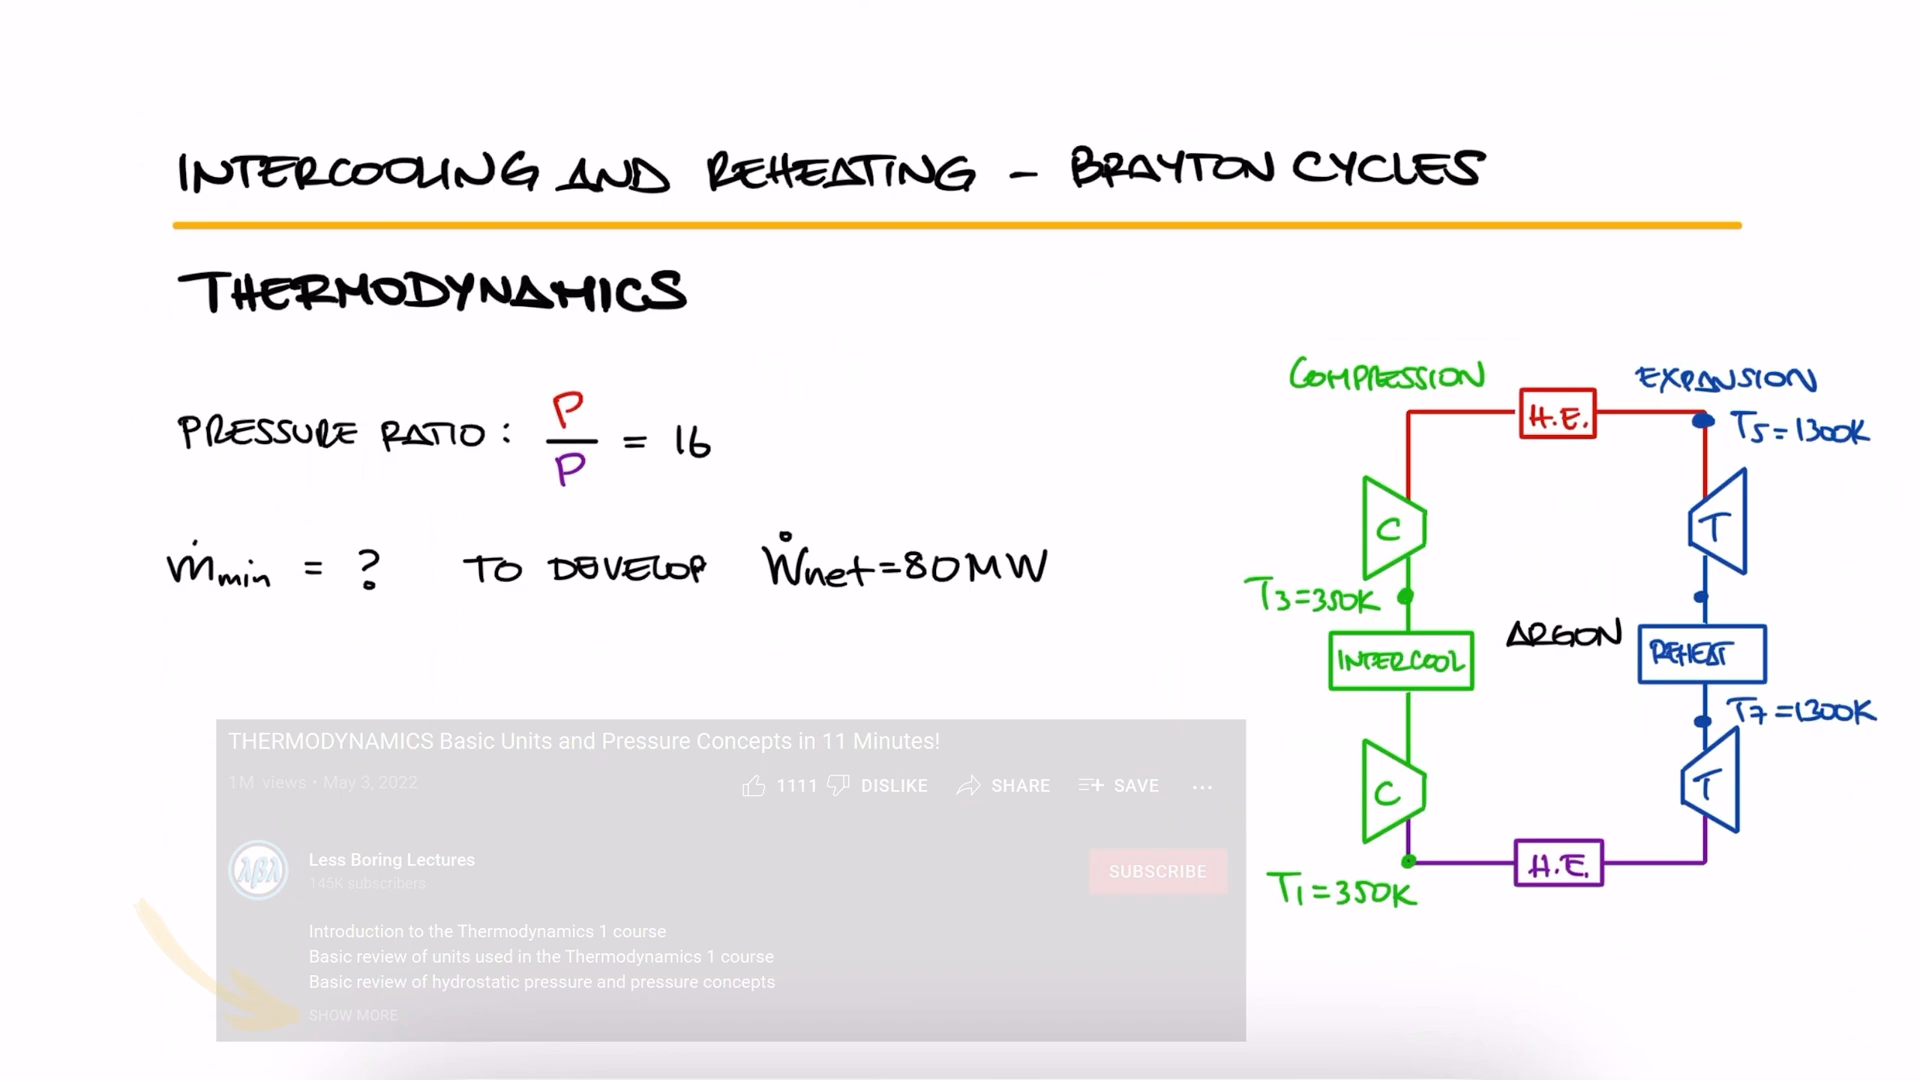 INTERCOOLING AND REHEATING - BRAYTON CYCLES
THERMODYNAMICS
PRESSURE RATIO: P/P = 16
ṁmin = ? TO DEVELOP Ẇnet=80MW
COMPRESSION
EXPANSION
H.E.
T5=1300K
C
T
T3=350K
ARGON
INTERCOOL
REHEAT
T7=1300K
C
T
H.E.
T1=350K
THERMODYNAMICS Basic Units and Pressure Concepts in 11 Minutes!
1M views • May 3, 2022
1111 DISLIKE SHARE SAVE ...
λβλ
Less Boring Lectures
145K subscribers
SUBSCRIBE
Introduction to the Thermodynamics 1 course
Basic review of units used in the Thermodynamics 1 course
Basic review of hydrostatic pressure and pressure concepts
SHOW MORE